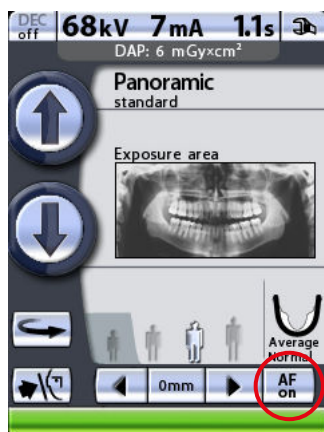 DEC
off
68kV 7mA 1.1s
DAP: 6 mGy×cm²
Panoramic
standard
Exposure area
Average
Normal
0mm
AF
on